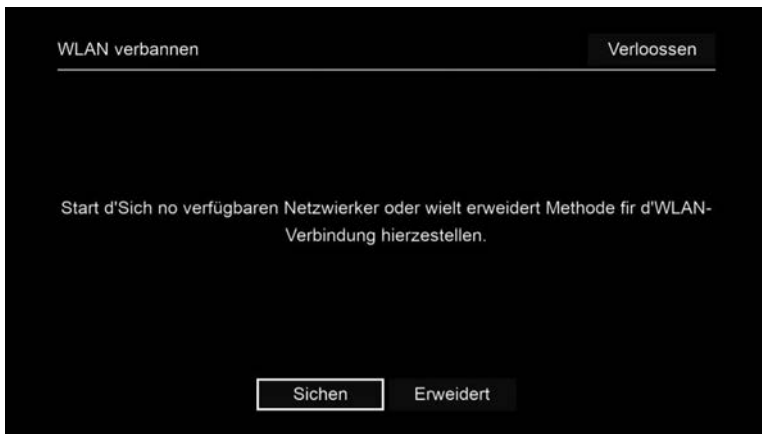 WLAN verbannen
Verloossen
Start d'Sich no verfügbaren Netzwierker oder wielt erweidert Methode fir d'WLAN-
Verbindung hierzestellen.
Sichen
Erweidert